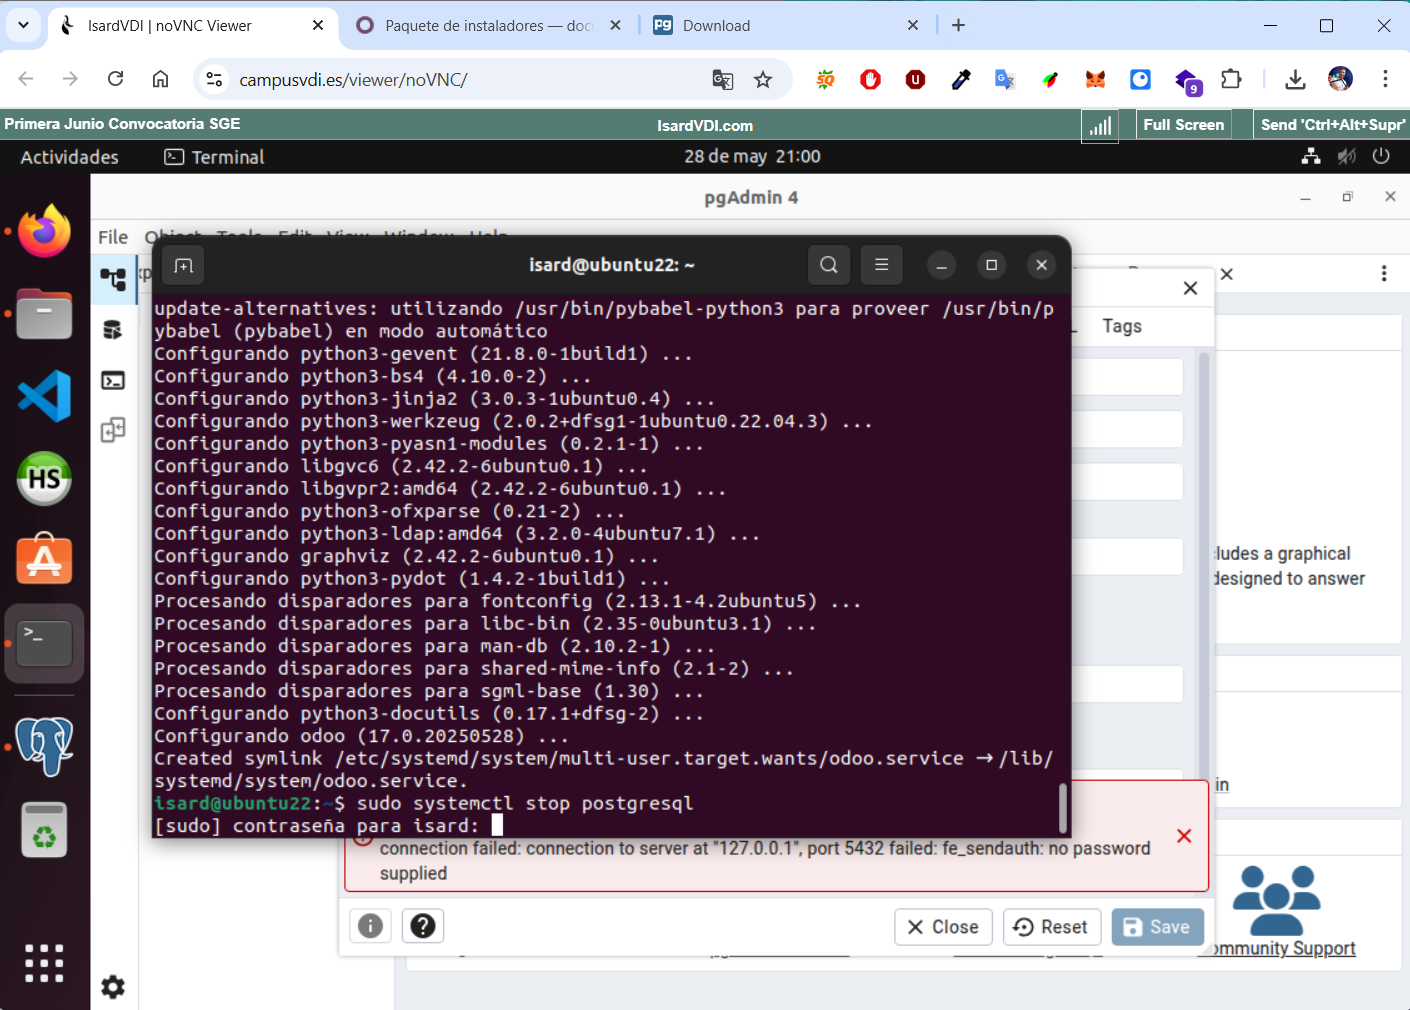 IsardVDI | noVNC Viewer
Paquete de instaladores — doc
Download
campusvdi.es/viewer/noVNC/
9
Primera Junio Convocatoria SGE
IsardVDI.com
Full Screen
Send 'Ctrl+Alt+Supr'
Actividades
Terminal
28 de may 21:00
pgAdmin 4
File Object Tools Edit View Window Help
isard@ubuntu22: ~
Tags
update-alternatives: utilizando /usr/bin/pybabel-python3 para proveer /usr/bin/p
ybabel (pybabel) en modo automático
Configurando python3-gevent (21.8.0-1build1) ...
Configurando python3-bs4 (4.10.0-2) ...
Configurando python3-jinja2 (3.0.3-1ubuntu0.4) ...
Configurando python3-werkzeug (2.0.2+dfsg1-1ubuntu0.22.04.3) ...
Configurando python3-pyasn1-modules (0.2.1-1) ...
Configurando libgvc6 (2.42.2-6ubuntu0.1) ...
Configurando libgvpr2:amd64 (2.42.2-6ubuntu0.1) ...
Configurando python3-ofxparse (0.21-2) ...
Configurando python3-ldap:amd64 (3.2.0-4ubuntu7.1) ...
Configurando graphviz (2.42.2-6ubuntu0.1) ...
Configurando python3-pydot (1.4.2-1build1) ...
Procesando disparadores para fontconfig (2.13.1-4.2ubuntu5) ...
Procesando disparadores para libc-bin (2.35-0ubuntu3.1) ...
Procesando disparadores para man-db (2.10.2-1) ...
Procesando disparadores para shared-mime-info (2.1-2) ...
Procesando disparadores para sgml-base (1.30) ...
Configurando python3-docutils (0.17.1+dfsg-2) ...
Configurando odoo (17.0.20250528) ...
Created symlink /etc/systemd/system/multi-user.target.wants/odoo.service → /lib/
systemd/system/odoo.service.
isard@ubuntu22:~$ sudo systemctl stop postgresql
[sudo] contraseña para isard:
cludes a graphical
designed to answer
in
connection failed: connection to server at "127.0.0.1", port 5432 failed: fe_sendauth: no password
supplied
Close
Reset
Save
ommunity Support
HS